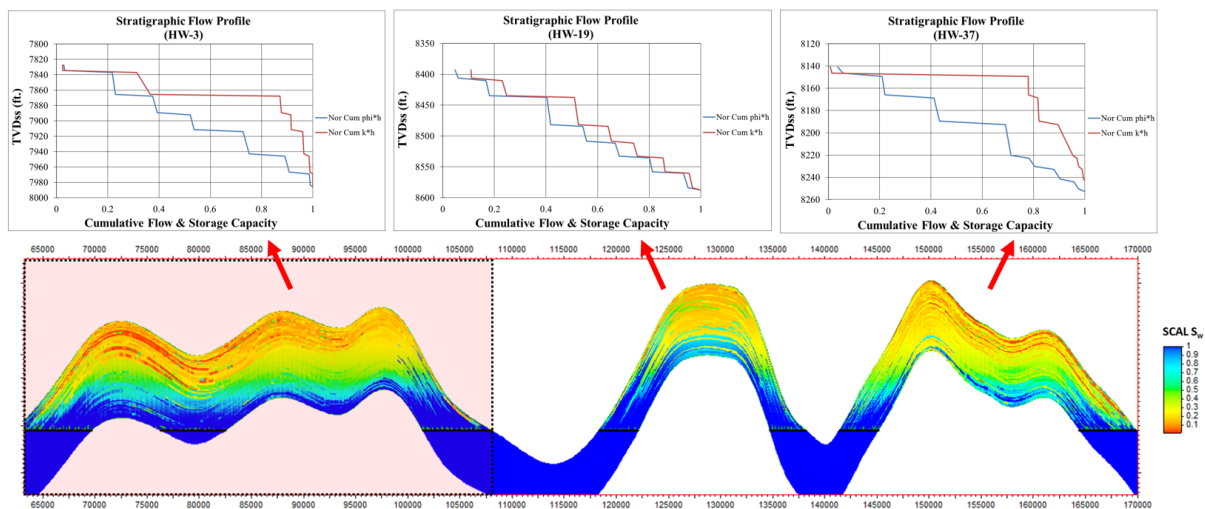 Stratigraphic Flow Profile
(HW-3)
7800
7820
7840
7860
7880
7900
7920
7940
7960
7980
8000
TVDss (ft.)
0
0.2
0.4
0.6
0.8
1
Cumulative Flow & Storage Capacity
Nor Cum phi*h
Nor Cum k*h
Stratigraphic Flow Profile
(HW-19)
8350
8400
8450
8500
8550
8600
TVDss (ft.)
0
0.2
0.4
0.6
0.8
1
Cumulative Flow & Storage Capacity
Nor Cum phi*h
Nor Cum k*h
Stratigraphic Flow Profile
(HW-37)
8120
8140
8160
8180
8200
8220
8240
8260
TVDss (ft.)
0
0.2
0.4
0.6
0.8
1
Cumulative Flow & Storage Capacity
Nor Cum phi*h
Nor Cum k*h
65000 70000 75000 80000 85000 90000 95000 100000 105000 110000 115000 120000 125000 130000 135000 140000 145000 150000 155000 160000 165000 170000
SCAL Sw
1
0.9
0.8
0.7
0.6
0.5
0.4
0.3
0.2
0.1
65000 70000 75000 80000 85000 90000 95000 100000 105000 110000 115000 120000 125000 130000 135000 140000 145000 150000 155000 160000 165000 170000